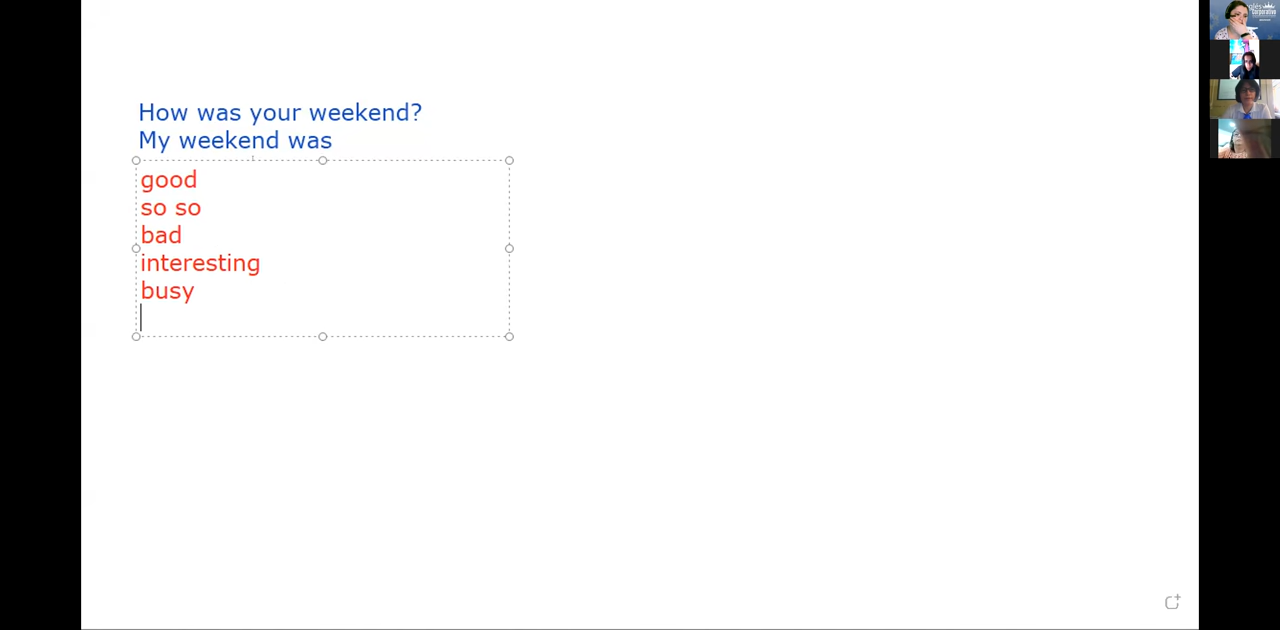 How was your weekend?
My weekend was
good
so so
bad
interesting
busy